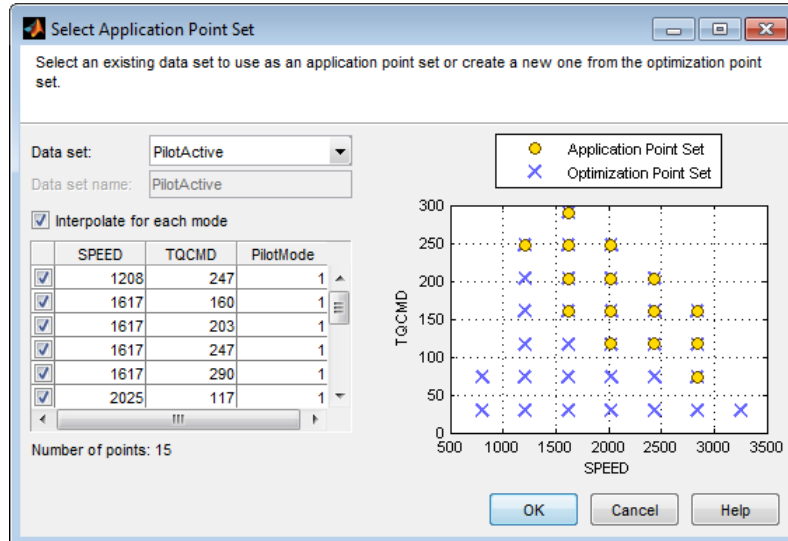 Select Application Point Set
Select an existing data set to use as an application point set or create a new one from the optimization point
set.
Data set: PilotActive
Data set name: PilotActive
Interpolate for each mode
SPEED TQCMD PilotMode
1208 247 1
1617 160 1
1617 203 1
1617 247 1
1617 290 1
2025 117 1
Number of points: 15
Application Point Set
Optimization Point Set
300
250
200
150
100
50
0
TQCMD
500 1000 1500 2000 2500 3000 3500
SPEED
OK Cancel Help